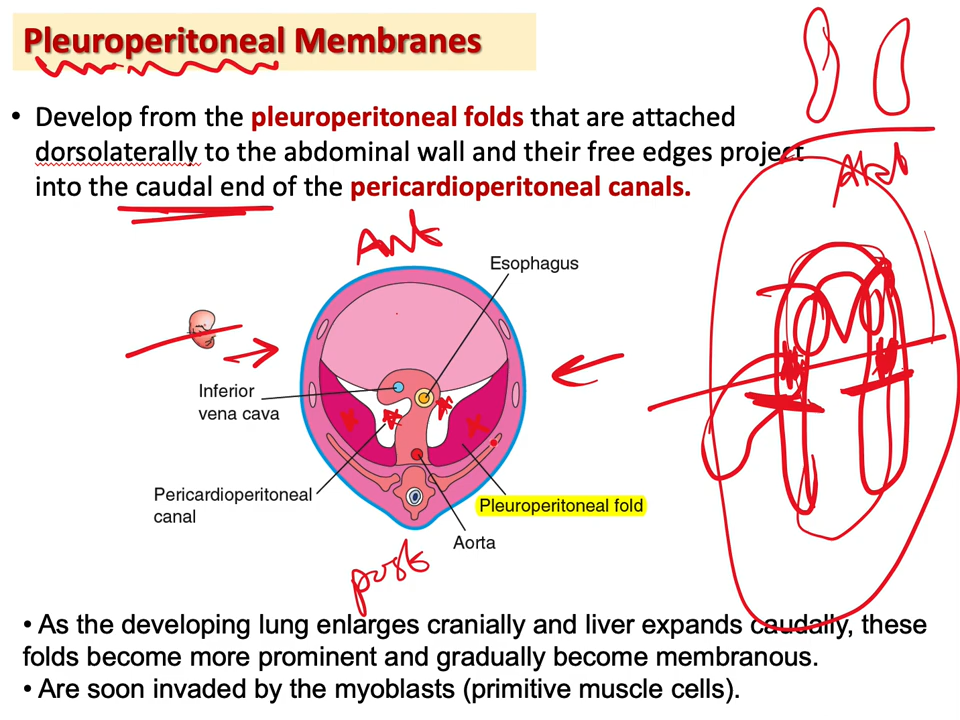 Pleuroperitoneal Membranes
• Develop from the pleuroperitoneal folds that are attached
dorsolaterally to the abdominal wall and their free edges project
into the caudal end of the pericardioperitoneal canals.
Ant
Esophagus
Inferior
vena cava
Pericardioperitoneal
canal
Pleuroperitoneal fold
Aorta
post
• As the developing lung enlarges cranially and liver expands caudally, these
folds become more prominent and gradually become membranous.
• Are soon invaded by the myoblasts (primitive muscle cells).